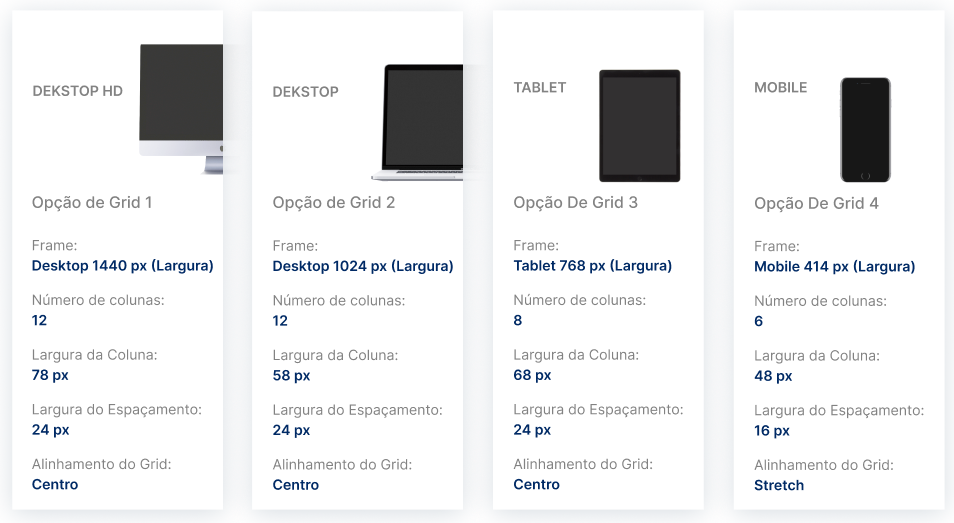 DEKSTOP HD
Opção de Grid 1
Frame:
Desktop 1440 px (Largura)
Número de colunas:
12
Largura da Coluna:
78 px
Largura do Espaçamento:
24 px
Alinhamento do Grid:
Centro
DEKSTOP
Opção de Grid 2
Frame:
Desktop 1024 px (Largura)
Número de colunas:
12
Largura da Coluna:
58 px
Largura do Espaçamento:
24 px
Alinhamento do Grid:
Centro
TABLET
Opção De Grid 3
Frame:
Tablet 768 px (Largura)
Número de colunas:
8
Largura da Coluna:
68 px
Largura do Espaçamento:
24 px
Alinhamento do Grid:
Centro
MOBILE
Opção De Grid 4
Frame:
Mobile 414 px (Largura)
Número de colunas:
6
Largura da Coluna:
48 px
Largura do Espaçamento:
16 px
Alinhamento do Grid:
Stretch